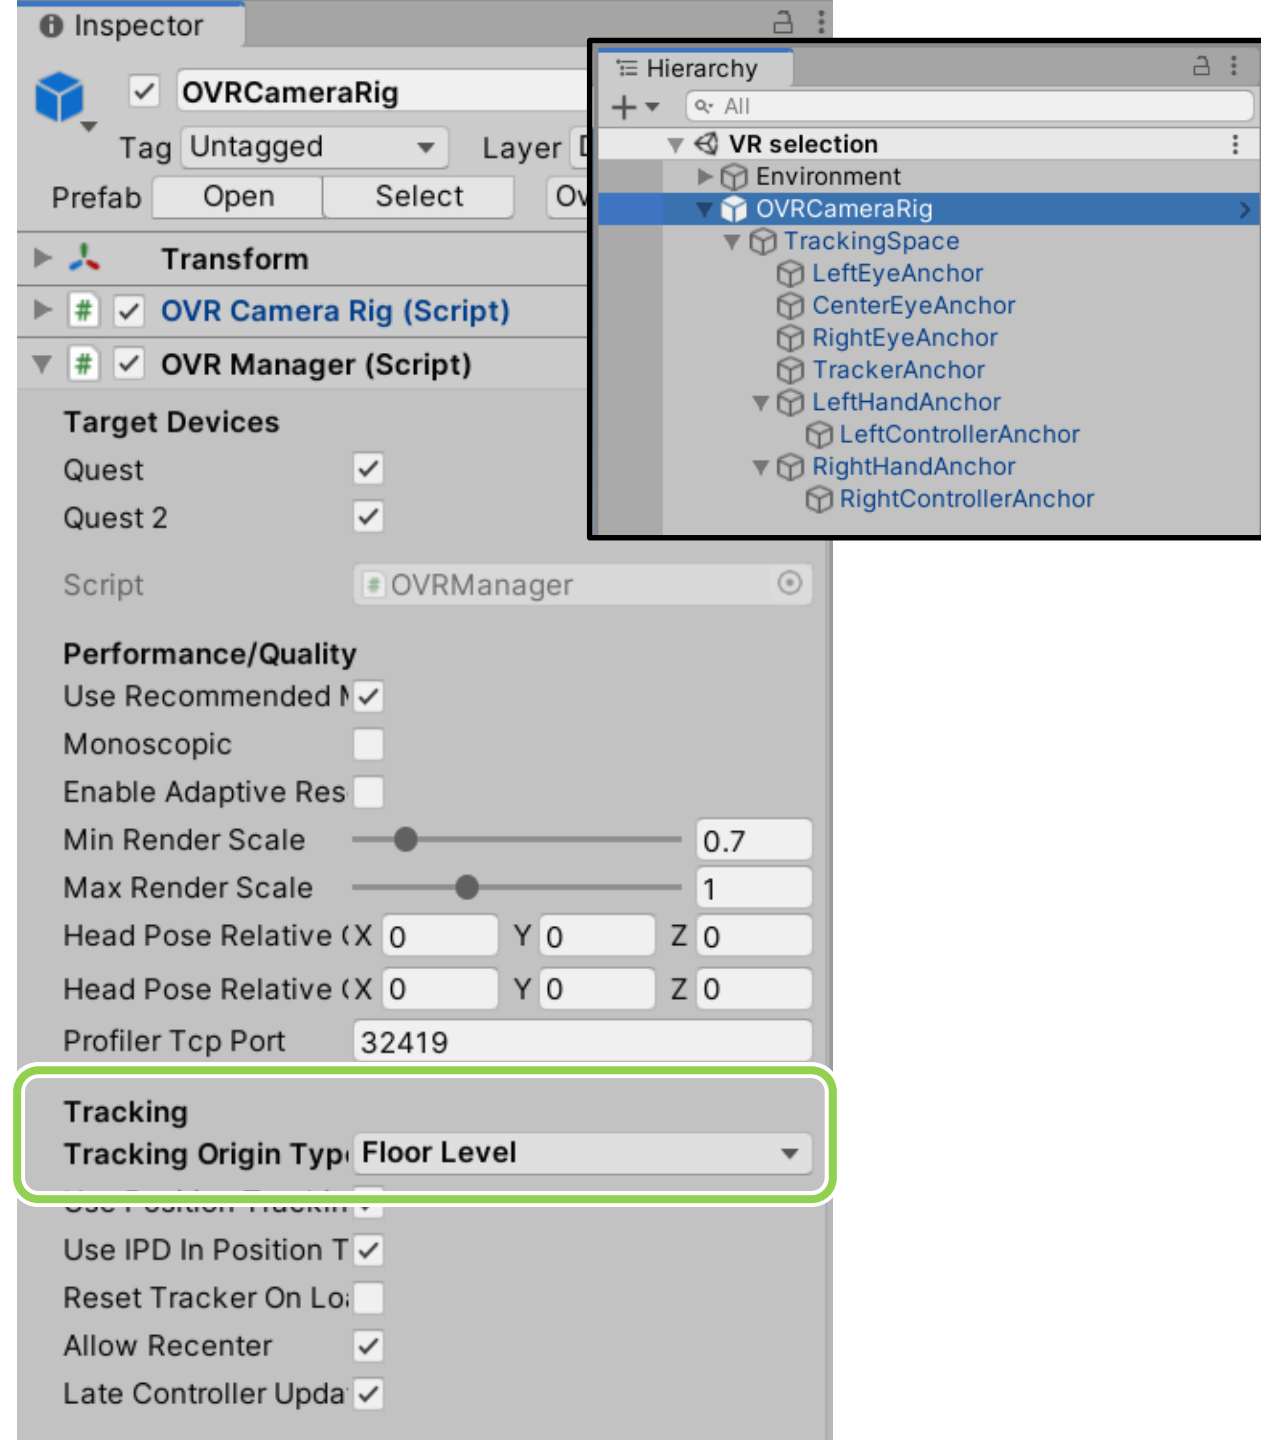 Inspector
OVRCameraRig
Tag Untagged Layer
Prefab Open Select
Transform
# OVR Camera Rig (Script)
# OVR Manager (Script)
Target Devices
Quest
Quest 2
Script # OVRManager
Performance/Quality
Use Recommended
Monoscopic
Enable Adaptive Res
Min Render Scale 0.7
Max Render Scale 1
Head Pose Relative ( X 0 Y 0 Z 0
Head Pose Relative ( X 0 Y 0 Z 0
Profiler Tcp Port 32419
Tracking
Tracking Origin Typ Floor Level
Use Position Trackin
Use IPD In Position T
Reset Tracker On Lo
Allow Recenter
Late Controller Upda
Hierarchy
All
VR selection
Environment
OVRCameraRig
TrackingSpace
LeftEyeAnchor
CenterEyeAnchor
RightEyeAnchor
TrackerAnchor
LeftHandAnchor
LeftControllerAnchor
RightHandAnchor
RightControllerAnchor